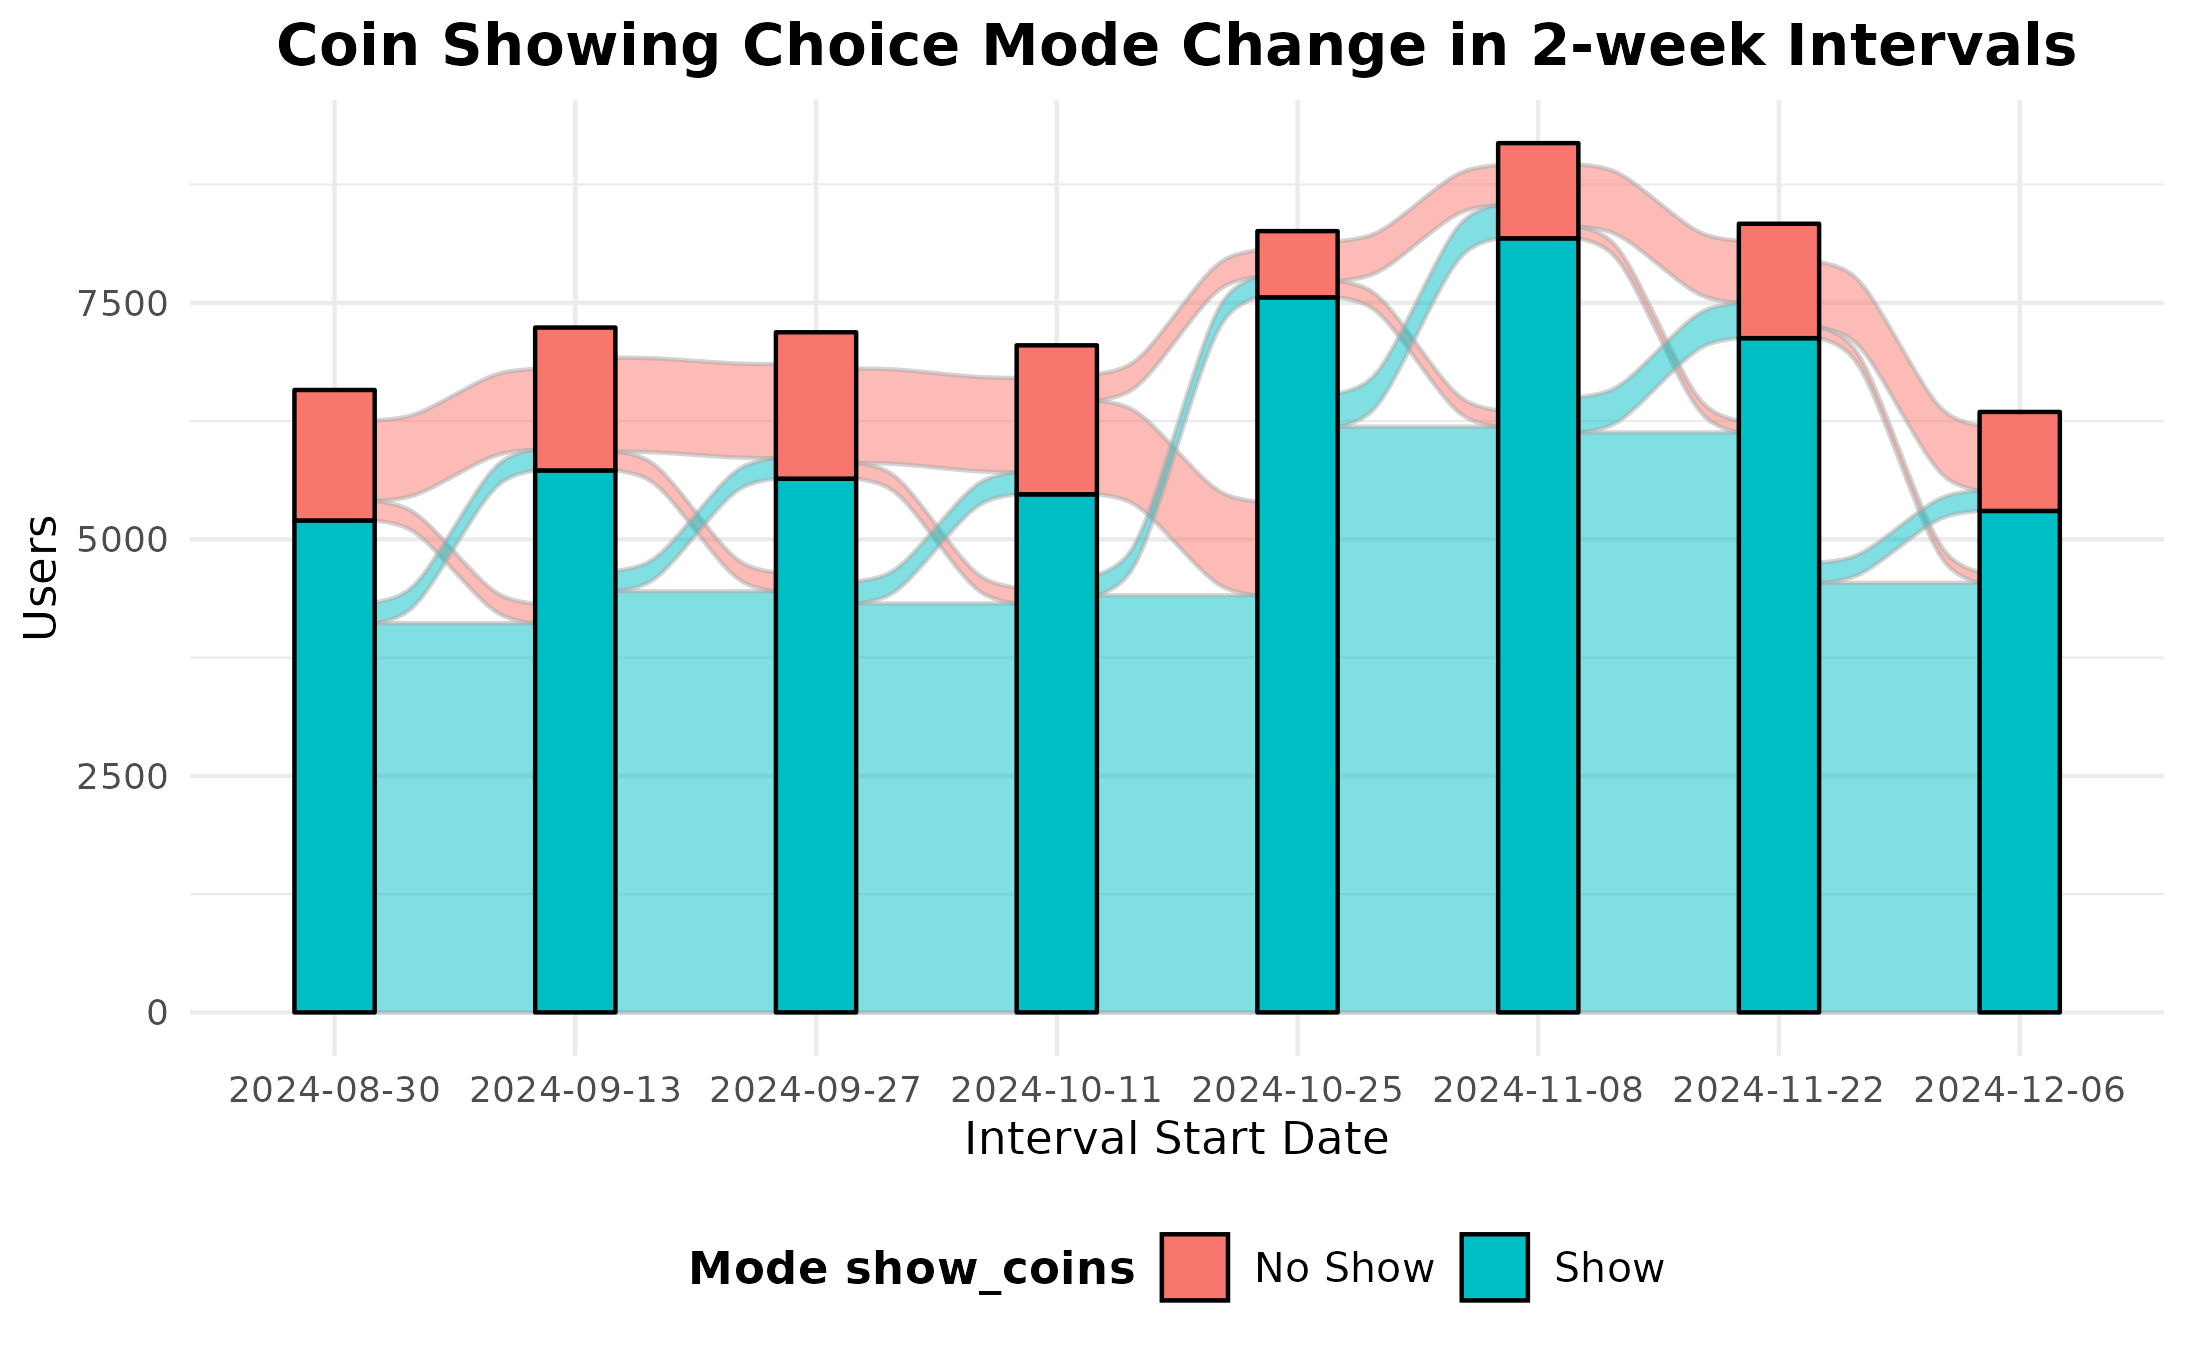 Coin Showing Choice Mode Change in 2-week Intervals
Users
7500
5000
2500
0
2024-08-30 2024-09-13 2024-09-27 2024-10-11 2024-10-25 2024-11-08 2024-11-22 2024-12-06
Interval Start Date
Mode show_coins No Show Show